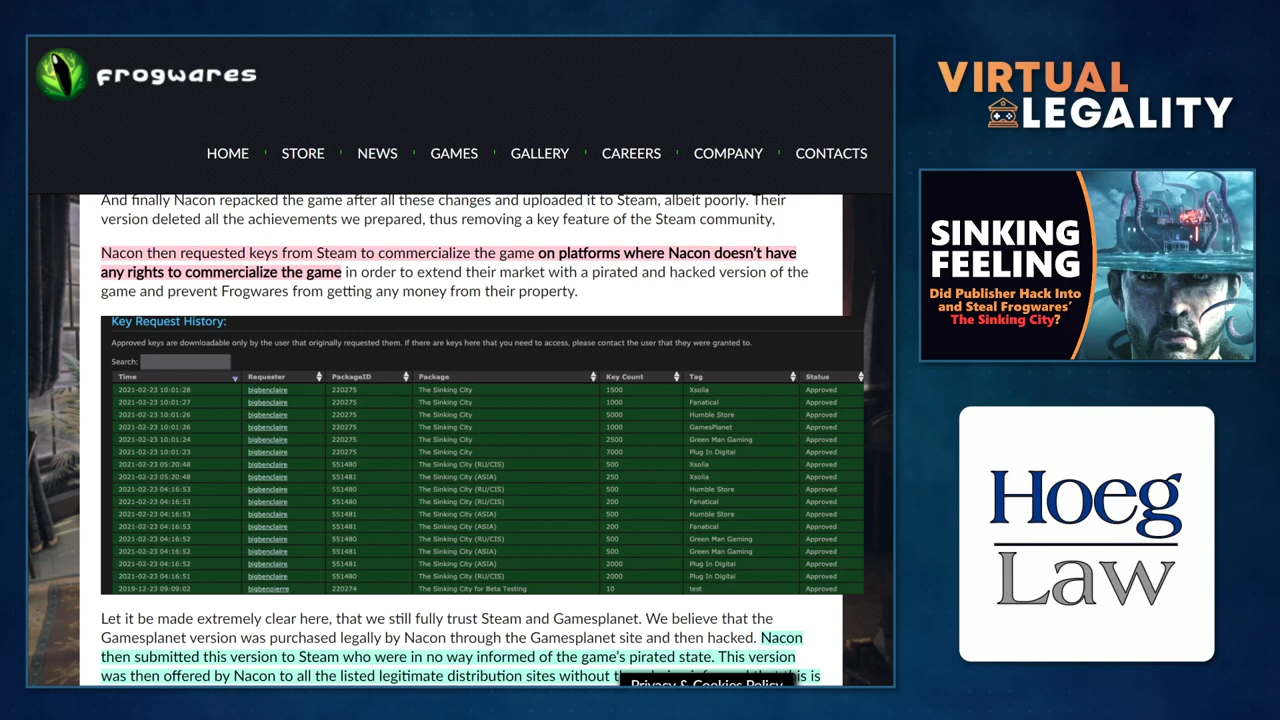 frogwares
HOME STORE NEWS GAMES GALLERY CAREERS COMPANY CONTACTS
And finally Nacon repacked the game after all these changes and uploaded it to Steam, albeit poorly. Their
version deleted all the achievements we prepared, thus removing a key feature of the Steam community,
Nacon then requested keys from Steam to commercialize the game on platforms where Nacon doesn't have
any rights to commercialize the game in order to extend their market with a pirated and hacked version of the
game and prevent Frogwares from getting any money from their property.
Key Request History:
Approved keys are downloadable only by the user that originally requested them. If there are keys here that you need to access, please contact the user that they were granted to.
Search:
Time Requester PackageID Package Key Count Tag Status
2021-02-23 10:01:28 bigbenclaire 220275 The Sinking City 1500 Xsolla Approved
2021-02-23 10:01:27 bigbenclaire 220275 The Sinking City 1000 Fanatical Approved
2021-02-23 10:01:26 bigbenclaire 220275 The Sinking City 5000 Humble Store Approved
2021-02-23 10:01:26 bigbenclaire 220275 The Sinking City 1000 GamesPlanet Approved
2021-02-23 10:01:24 bigbenclaire 220275 The Sinking City 2500 Green Man Gaming Approved
2021-02-23 10:01:23 bigbenclaire 220275 The Sinking City 7000 Plug In Digital Approved
2021-02-23 05:20:48 bigbenclaire 551480 The Sinking City (RU/CIS) 500 Xsolla Approved
2021-02-23 05:20:48 bigbenclaire 551481 The Sinking City (ASIA) 250 Xsolla Approved
2021-02-23 04:16:53 bigbenclaire 551480 The Sinking City (RU/CIS) 500 Humble Store Approved
2021-02-23 04:16:53 bigbenclaire 551480 The Sinking City (RU/CIS) 200 Fanatical Approved
2021-02-23 04:16:53 bigbenclaire 551481 The Sinking City (ASIA) 500 Humble Store Approved
2021-02-23 04:16:53 bigbenclaire 551481 The Sinking City (ASIA) 200 Fanatical Approved
2021-02-23 04:16:52 bigbenclaire 551480 The Sinking City (RU/CIS) 500 Green Man Gaming Approved
2021-02-23 04:16:52 bigbenclaire 551481 The Sinking City (ASIA) 500 Green Man Gaming Approved
2021-02-23 04:16:52 bigbenclaire 551481 The Sinking City (ASIA) 2000 Plug In Digital Approved
2021-02-23 04:16:51 bigbenclaire 551480 The Sinking City (RU/CIS) 2000 Plug In Digital Approved
2019-12-23 09:09:02 bigbenpierre 220274 The Sinking City for Beta Testing 10 test Approved
Let it be made extremely clear here, that we still fully trust Steam and Gamesplanet. We believe that the
Gamesplanet version was purchased legally by Nacon through the Gamesplanet site and then hacked. Nacon
then submitted this version to Steam who were in no way informed of the game's pirated state. This version
was then offered by Nacon to all the listed legitimate distribution sites without this is
Privacy & Cookies Policy
VIRTUAL
LEGALITY
SINKING
FEELING
Did Publisher Hack Into
and Steal Frogwares'
The Sinking City?
Hoeg
Law